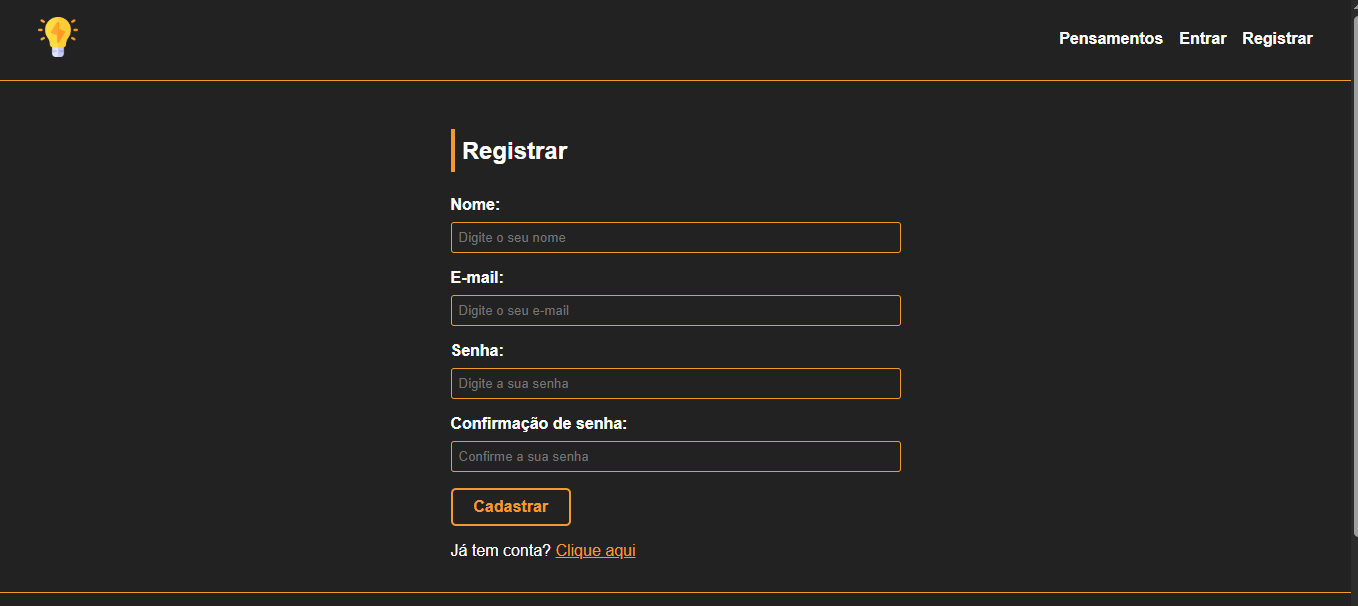 Pensamentos Entrar Registrar
Registrar
Nome:
Digite o seu nome
E-mail:
Digite o seu e-mail
Senha:
Digite a sua senha
Confirmação de senha:
Confirme a sua senha
Cadastrar
Já tem conta? Clique aqui